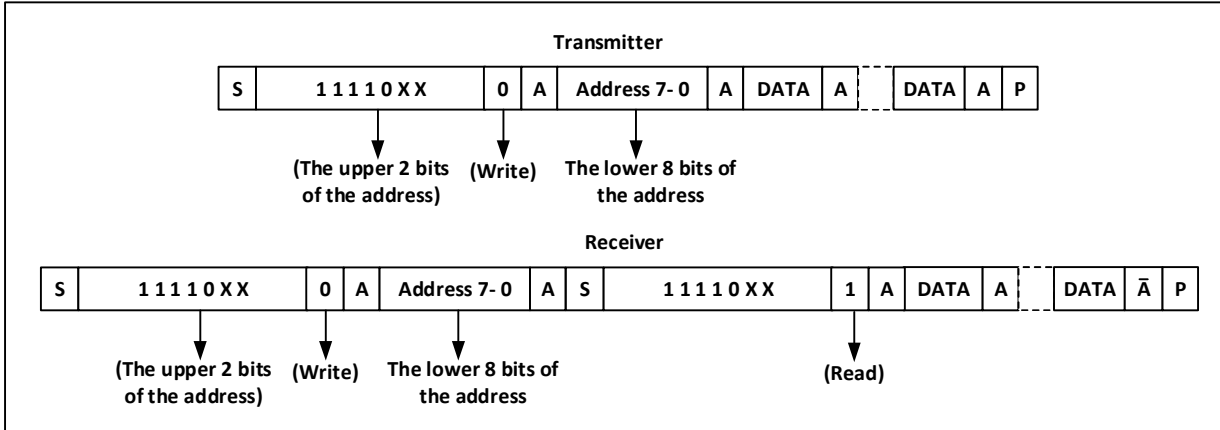 Transmitter
S 1 1 1 1 0 X X 0 A Address 7- 0 A DATA A DATA A P
(The upper 2 bits of the address) (Write) The lower 8 bits of the address
Receiver
S 1 1 1 1 0 X X 0 A Address 7- 0 A S 1 1 1 1 0 X X 1 A DATA A DATA Ā P
(The upper 2 bits of the address) (Write) The lower 8 bits of the address (Read)